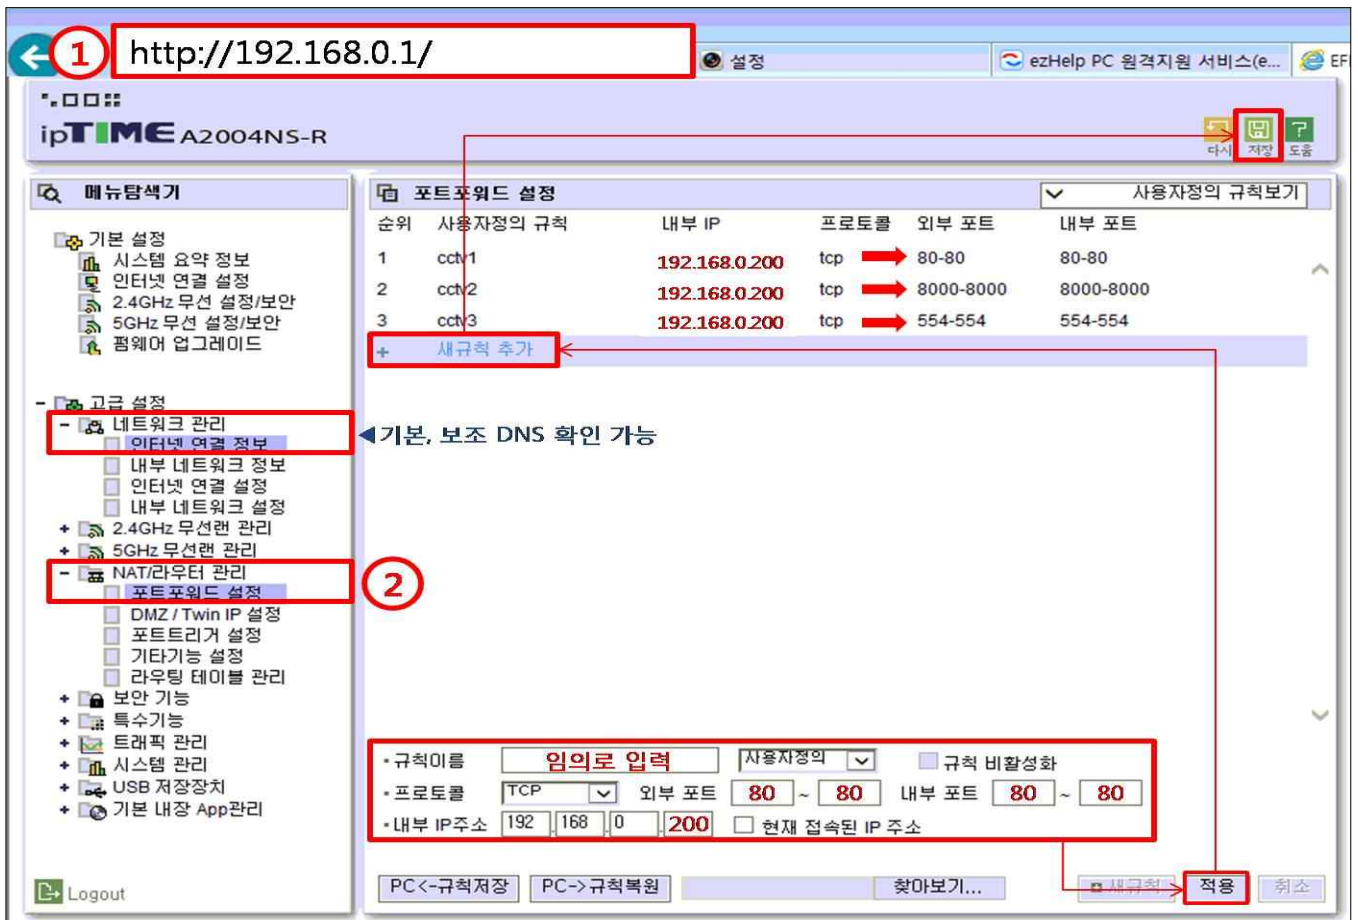 ① http://192.168.0.1/
설정
ezHelp PC 원격지원 서비스(e...
EFI
ipTIME A2004NS-R
다시 저장 도움
메뉴탐색기
기본 설정
시스템 요약 정보
인터넷 연결 설정
2.4GHz 무선 설정/보안
5GHz 무선 설정/보안
펌웨어 업그레이드
- 고급 설정
- 네트워크 관리
인터넷 연결 정보
내부 네트워크 정보
인터넷 연결 설정
내부 네트워크 설정
+ 2.4GHz 무선랜 관리
+ 5GHz 무선랜 관리
- NAT/라우터 관리
포트포워드 설정
DMZ / Twin IP 설정
포트트리거 설정
기타기능 설정
라우팅 테이블 관리
+ 보안 기능
+ 특수기능
+ 트래픽 관리
+ 시스템 관리
+ USB 저장장치
+ 기본 내장 App관리
Logout
포트포워드 설정 사용자정의 규칙보기
순위 사용자정의 규칙 내부 IP 프로토콜 외부 포트 내부 포트
1 cctv1 192.168.0.200 tcp 80-80 80-80
2 cctv2 192.168.0.200 tcp 8000-8000 8000-8000
3 cctv3 192.168.0.200 tcp 554-554 554-554
+ 새규칙 추가
◀기본, 보조 DNS 확인 가능
②
규칙이름 임의로 입력 사용자정의 규칙 비활성화
프로토콜 TCP 외부 포트 80 ~ 80 내부 포트 80 ~ 80
내부 IP주소 192 .168 .0 .200 현재 접속된 IP 주소
PC<-규칙저장 PC->규칙복원 찾아보기... 새규칙 적용 취소